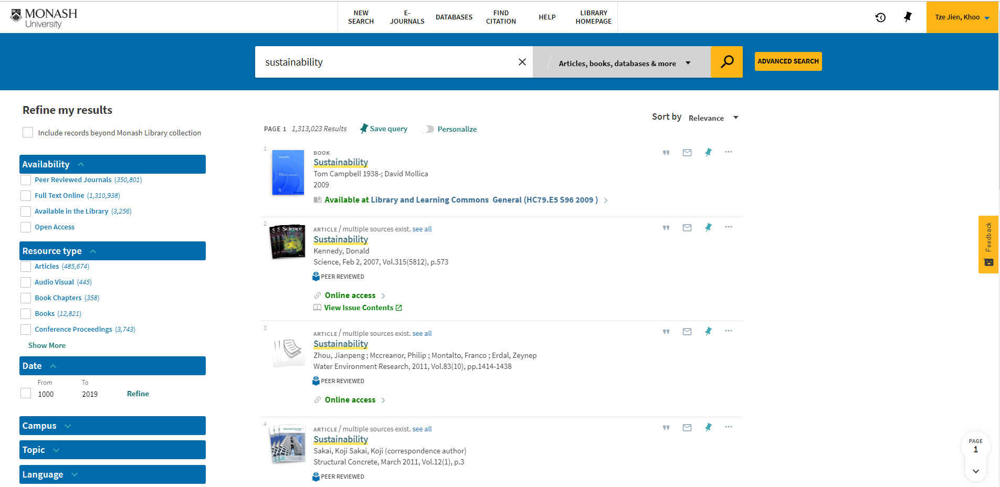 MONASH
University
NEW
SEARCH
E-
JOURNALS
DATABASES
FIND
CITATION
HELP
LIBRARY
HOMEPAGE
Tze Jien, Khoo
sustainability
Articles, books, databases & more
ADVANCED SEARCH
Refine my results
Include records beyond Monash Library collection
Availability
Peer Reviewed Journals (350,801)
Full Text Online (1,310,938)
Available in the Library (3,256)
Open Access
Resource type
Articles (485,674)
Audio Visual (445)
Book Chapters (358)
Books (12,821)
Conference Proceedings (3,743)
Show More
Date
From To
1000 2019 Refine
Campus
Topic
Language
Sort by Relevance
PAGE 1 1,313,023 Results Save query Personalize
1
BOOK
Sustainability
Tom Campbell 1938-; David Mollica
2009
Available at Library and Learning Commons General (HC79.E5 S96 2009 )
2
Science
ARTICLE / multiple sources exist. see all
Sustainability
Kennedy, Donald
Science, Feb 2, 2007, Vol.315(5812), p.573
PEER REVIEWED
Online access
View Issue Contents
3
ARTICLE / multiple sources exist. see all
Sustainability
Zhou, Jianpeng ; Mccreanor, Philip ; Montalto, Franco ; Erdal, Zeynep
Water Environment Research, 2011, Vol.83(10), pp.1414-1438
PEER REVIEWED
Online access
4
Structural Concrete
ARTICLE / multiple sources exist. see all
Sustainability
Sakai, Koji Sakai, Koji (correspondence author)
Structural Concrete, March 2011, Vol.12(1), p.3
PEER REVIEWED
Feedback
PAGE
1